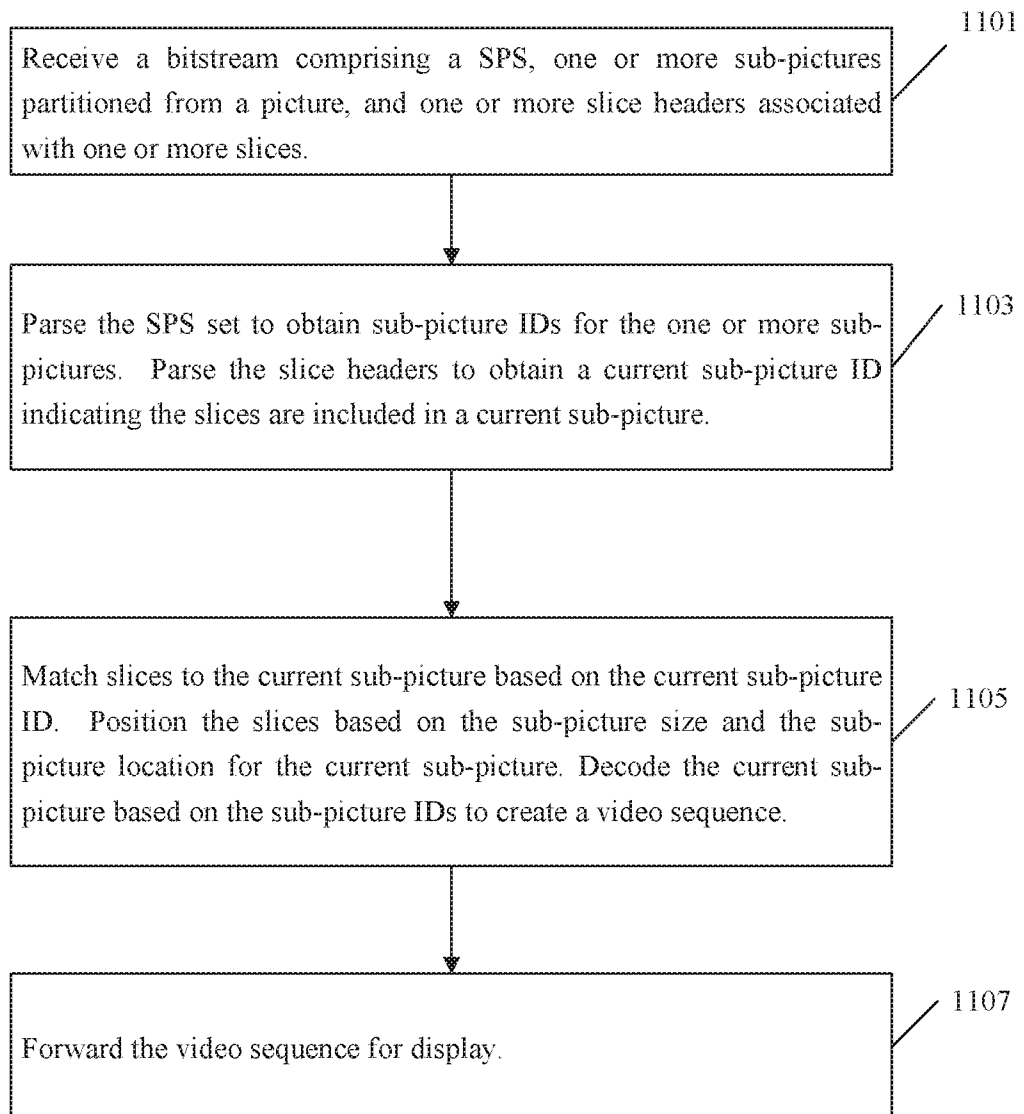 1101
Receive a bitstream comprising a SPS, one or more sub-pictures
partitioned from a picture, and one or more slice headers associated
with one or more slices.
1103
Parse the SPS set to obtain sub-picture IDs for the one or more sub-
pictures. Parse the slice headers to obtain a current sub-picture ID
indicating the slices are included in a current sub-picture.
1105
Match slices to the current sub-picture based on the current sub-picture
ID. Position the slices based on the sub-picture size and the sub-
picture location for the current sub-picture. Decode the current sub-
picture based on the sub-picture IDs to create a video sequence.
1107
Forward the video sequence for display.